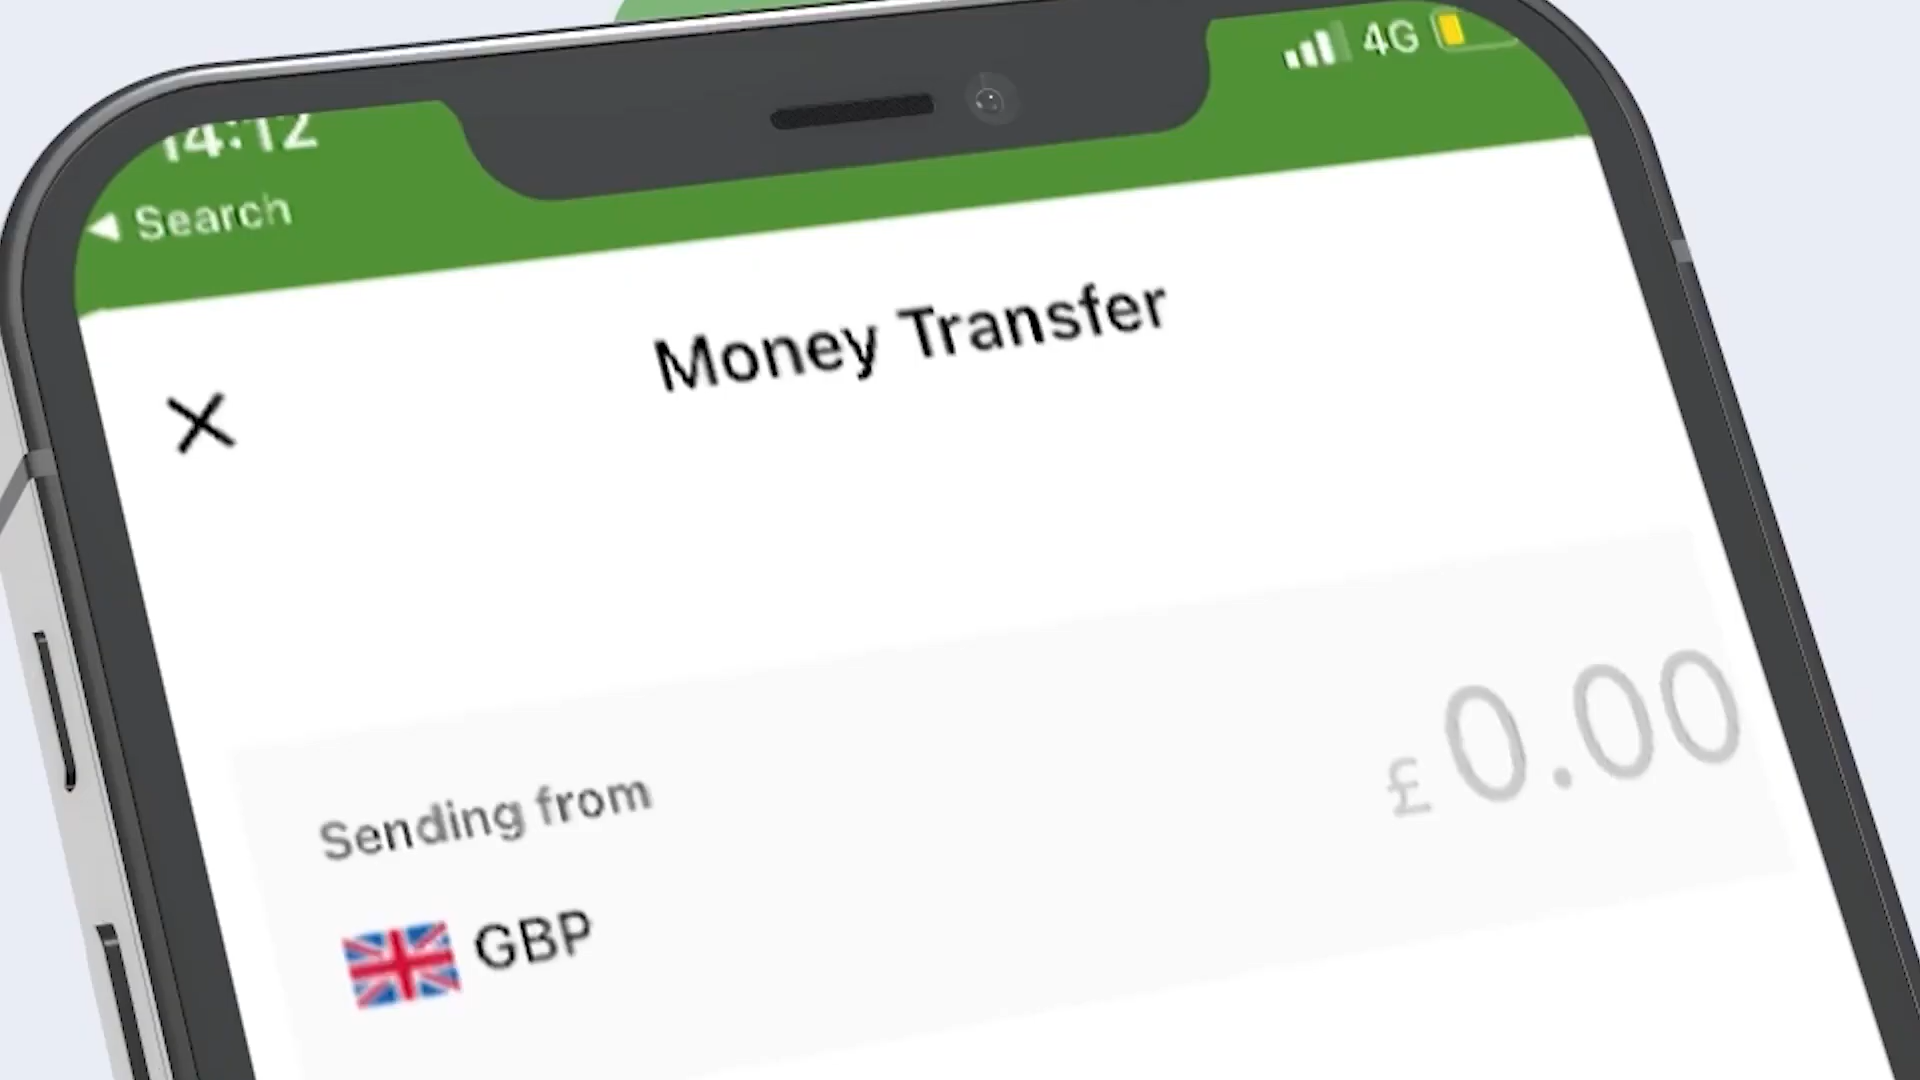 14:12
4G
◀ Search
Money Transfer
£0.00
Sending from
GBP